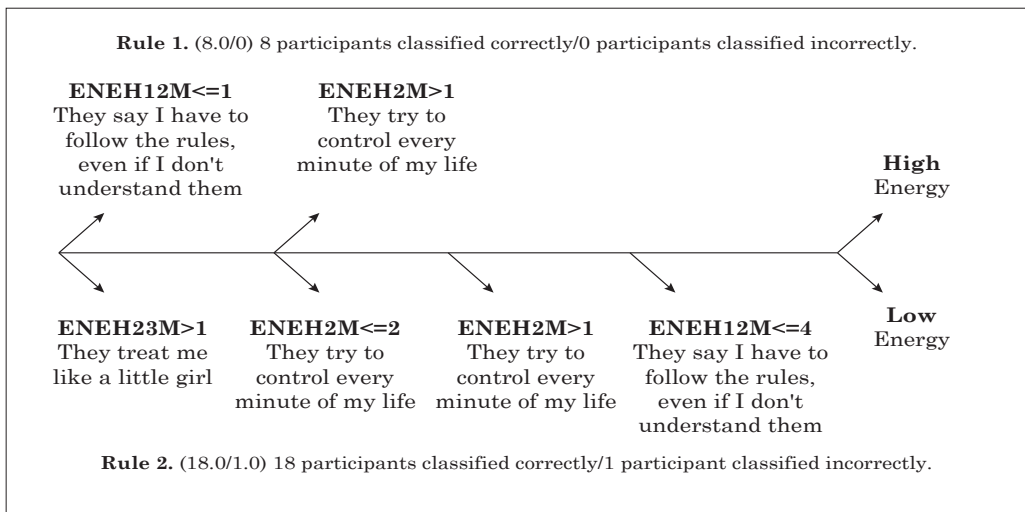 Rule 1. (8.0/0) 8 participants classified correctly/0 participants classified incorrectly.
ENEH12M<=1
They say I have to
follow the rules,
even if I don't
understand them
ENEH2M>1
They try to
control every
minute of my life
High
Energy
Low
Energy
ENEH23M>1
They treat me
like a little girl
ENEH2M<=2
They try to
control every
minute of my life
ENEH2M>1
They try to
control every
minute of my life
ENEH12M<=4
They say I have to
follow the rules,
even if I don't
understand them
Rule 2. (18.0/1.0) 18 participants classified correctly/1 participant classified incorrectly.